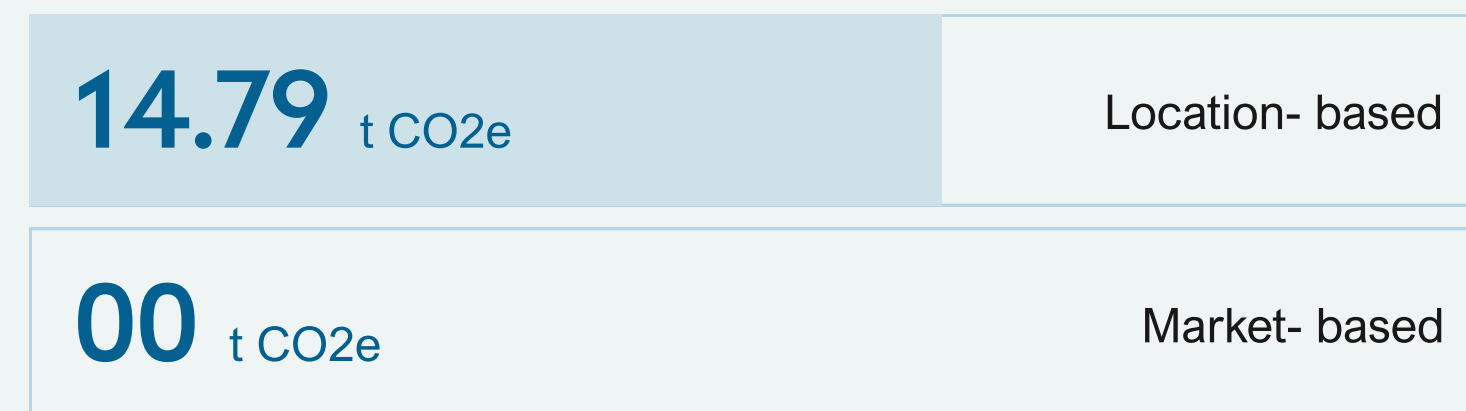 14.79 t CO2e Location- based
00 t CO2e Market- based